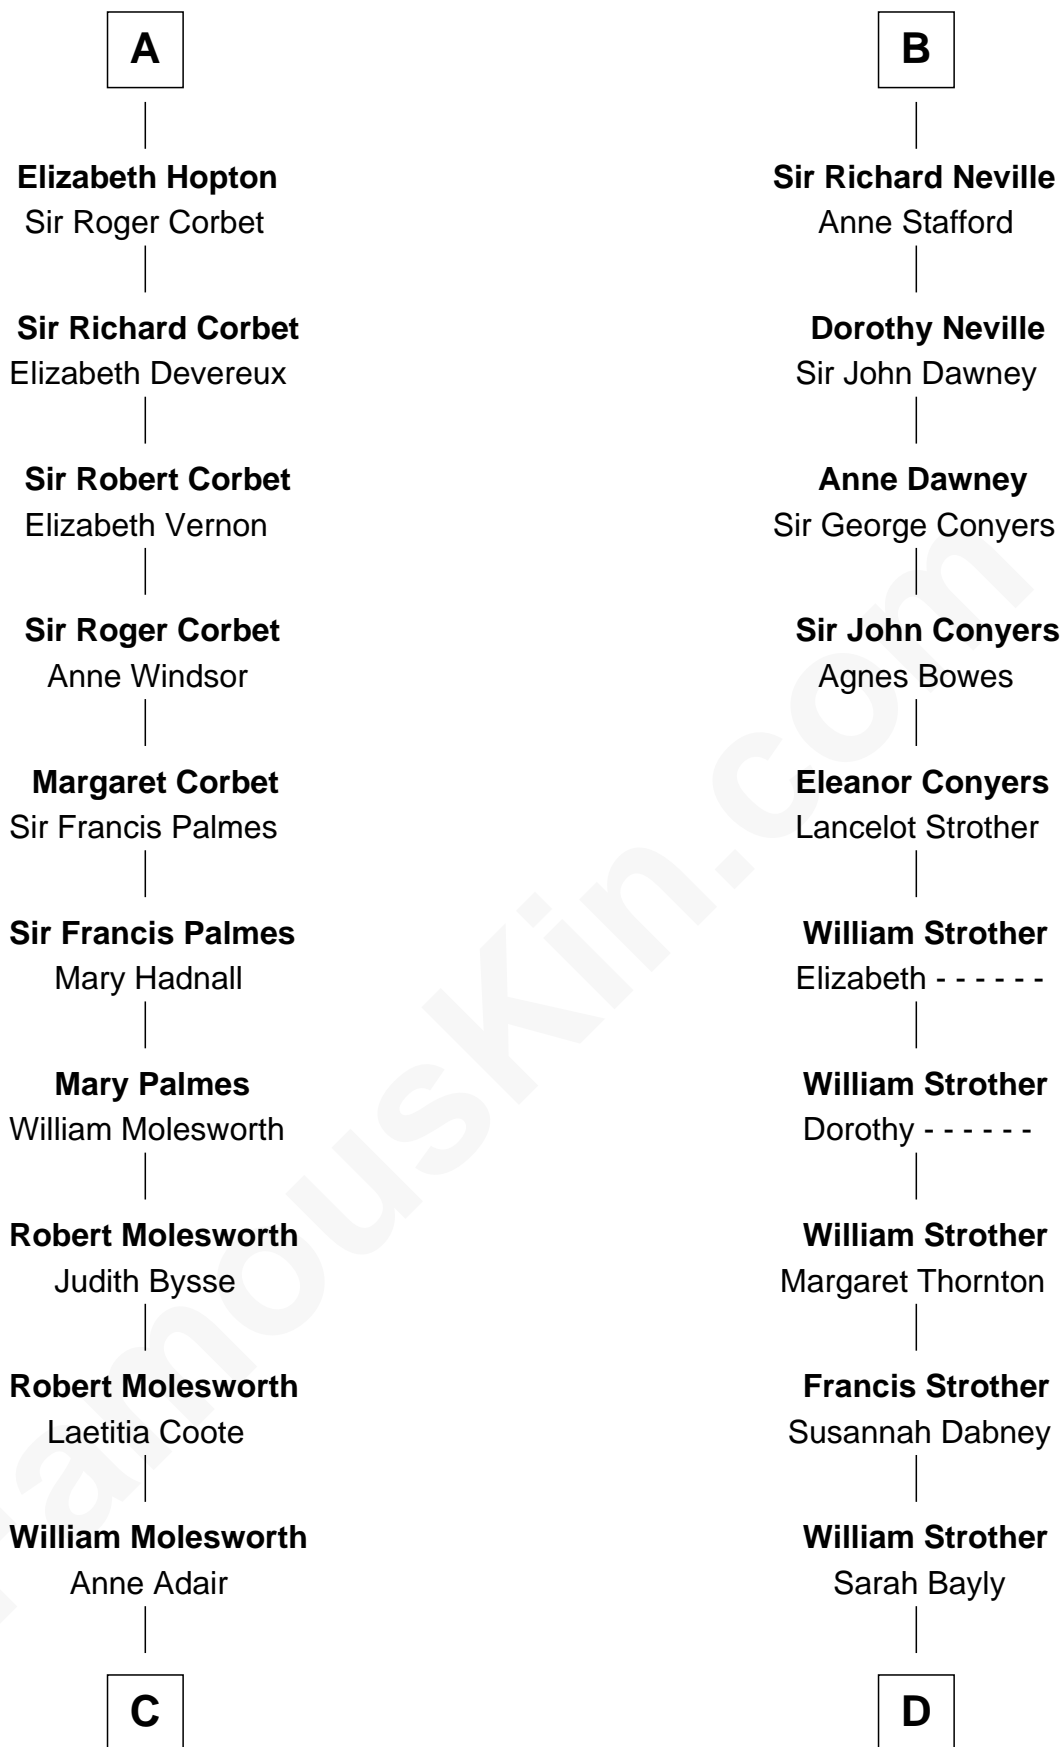 A
Elizabeth Hopton
Sir Roger Corbet
Sir Richard Corbet
Elizabeth Devereux
Sir Robert Corbet
Elizabeth Vernon
Sir Roger Corbet
Anne Windsor
Margaret Corbet
Sir Francis Palmes
Sir Francis Palmes
Mary Hadnall
Mary Palmes
William Molesworth
Robert Molesworth
Judith Bysse
Robert Molesworth
Laetitia Coote
William Molesworth
Anne Adair
C
B
Sir Richard Neville
Anne Stafford
Dorothy Neville
Sir John Dawney
Anne Dawney
Sir George Conyers
Sir John Conyers
Agnes Bowes
Eleanor Conyers
Lancelot Strother
William Strother
Elizabeth - - - - - -
William Strother
Dorothy - - - - - -
William Strother
Margaret Thornton
Francis Strother
Susannah Dabney
William Strother
Sarah Bayly
D
FamousKin.com